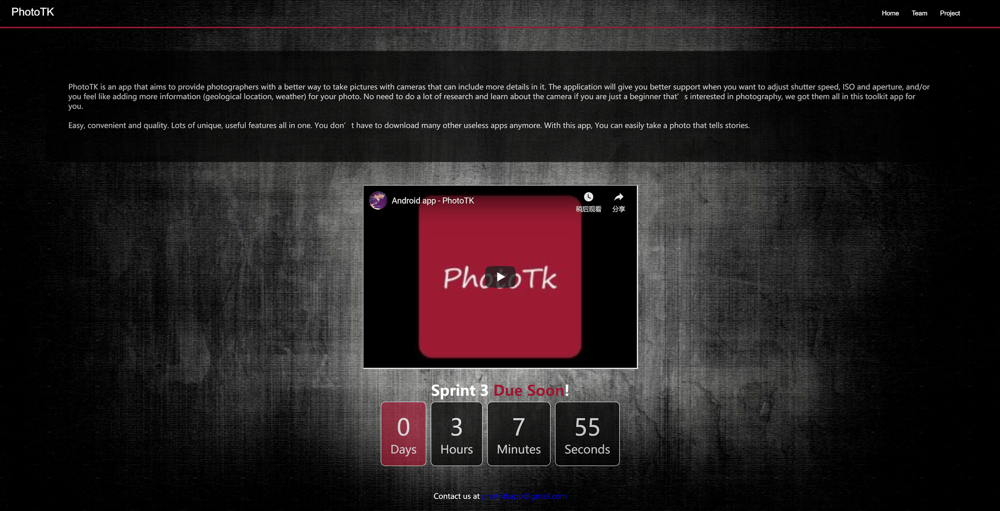 PhotoTK
Home Team Project
PhotoTK is an app that aims to provide photographers with a better way to take pictures with cameras that can include more details in it. The application will give you better support when you want to adjust shutter speed, ISO and aperture, and/or
you feel like adding more information (geological location, weather) for your photo. No need to do a lot of research and learn about the camera if you are just a beginner that’s interested in photography, we got them all in this toolkit app for
you.
Easy, convenient and quality. Lots of unique, useful features all in one. You don’t have to download many other useless apps anymore. With this app, You can easily take a photo that tells stories.
Android app - PhotoTK
稍后观看 分享
PhotoTk
Sprint 3 Due Soon!
0 3 7 55
Days Hours Minutes Seconds
Contact us at phototkapp@gmail.com